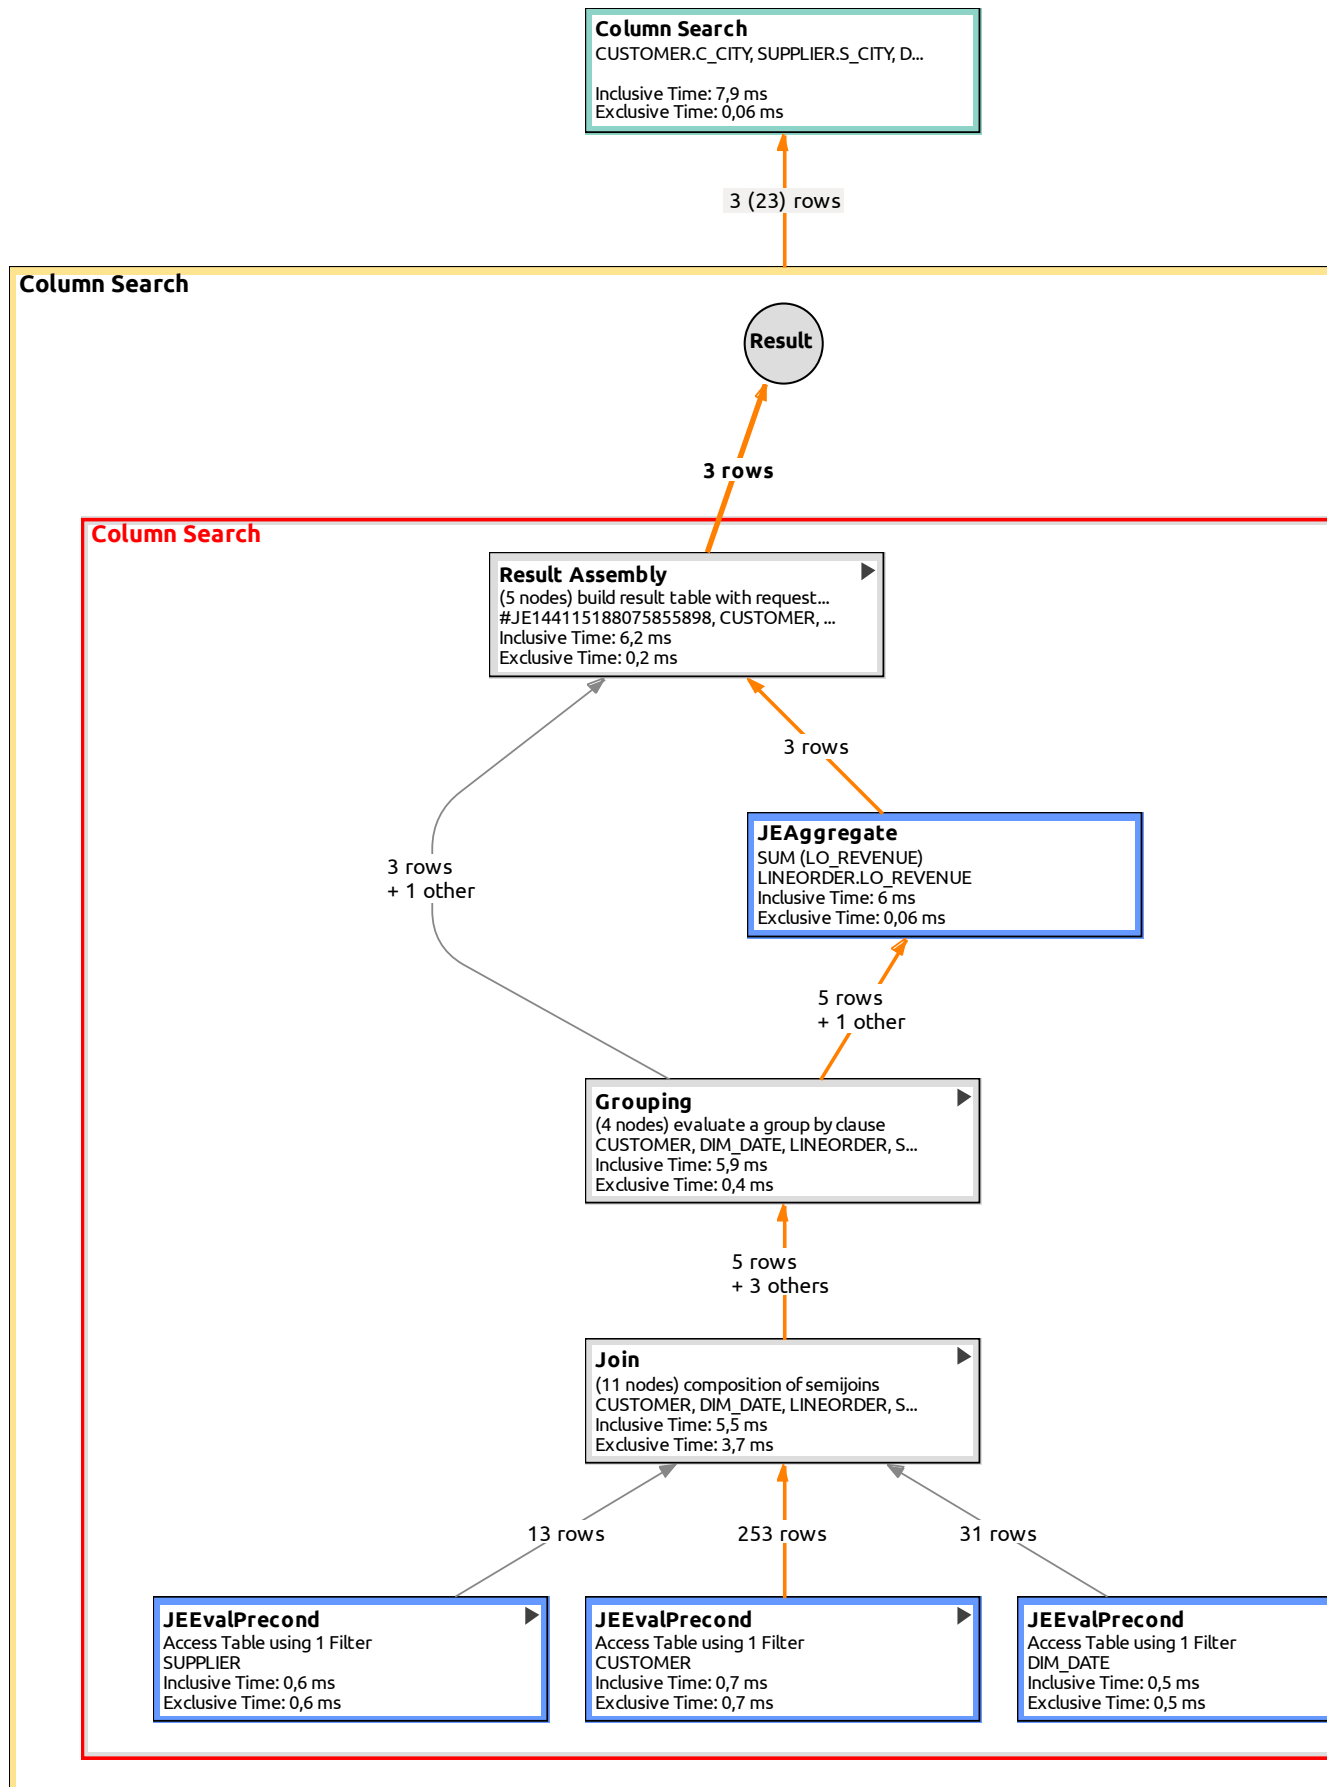 Column Search
CUSTOMER.C_CITY, SUPPLIER.S_CITY, D...
Inclusive Time: 7,9 ms
Exclusive Time: 0,06 ms
3 (23) rows
Column Search
Result
3 rows
Column Search
Result Assembly
(5 nodes) build result table with request...
#JE144115188075855898, CUSTOMER, ...
Inclusive Time: 6,2 ms
Exclusive Time: 0,2 ms
3 rows
JEAggregate
SUM (LO_REVENUE)
LINEORDER.LO_REVENUE
Inclusive Time: 6 ms
Exclusive Time: 0,06 ms
3 rows
+ 1 other
5 rows
+ 1 other
Grouping
(4 nodes) evaluate a group by clause
CUSTOMER, DIM_DATE, LINEORDER, S...
Inclusive Time: 5,9 ms
Exclusive Time: 0,4 ms
5 rows
+ 3 others
Join
(11 nodes) composition of semijoins
CUSTOMER, DIM_DATE, LINEORDER, S...
Inclusive Time: 5,5 ms
Exclusive Time: 3,7 ms
13 rows
253 rows
31 rows
JEEvalPrecond
Access Table using 1 Filter
SUPPLIER
Inclusive Time: 0,6 ms
Exclusive Time: 0,6 ms
JEEvalPrecond
Access Table using 1 Filter
CUSTOMER
Inclusive Time: 0,7 ms
Exclusive Time: 0,7 ms
JEEvalPrecond
Access Table using 1 Filter
DIM_DATE
Inclusive Time: 0,5 ms
Exclusive Time: 0,5 ms